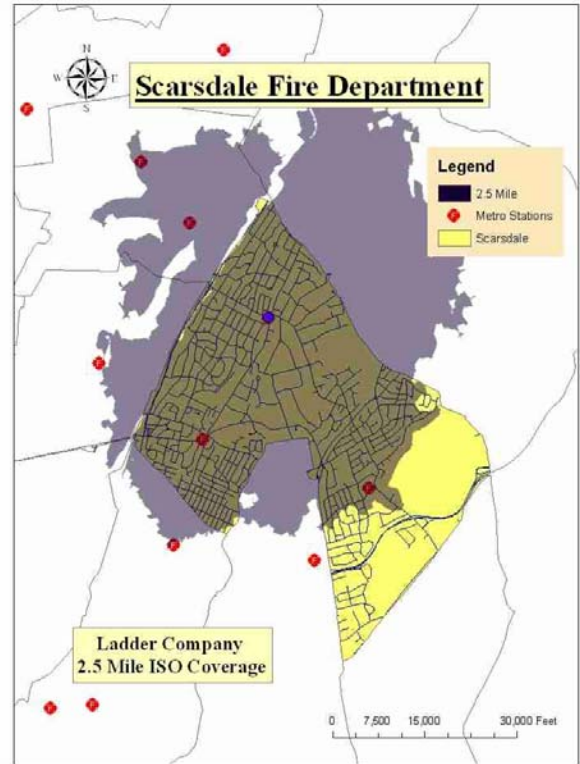 N
W
S
Scarsdale Fire Department
Legend
2.5 Mile
Metro Stations
Scarsdale
Ladder Company
2.5 Mile ISO Coverage
0 7,500 15,000 30,000 Feet